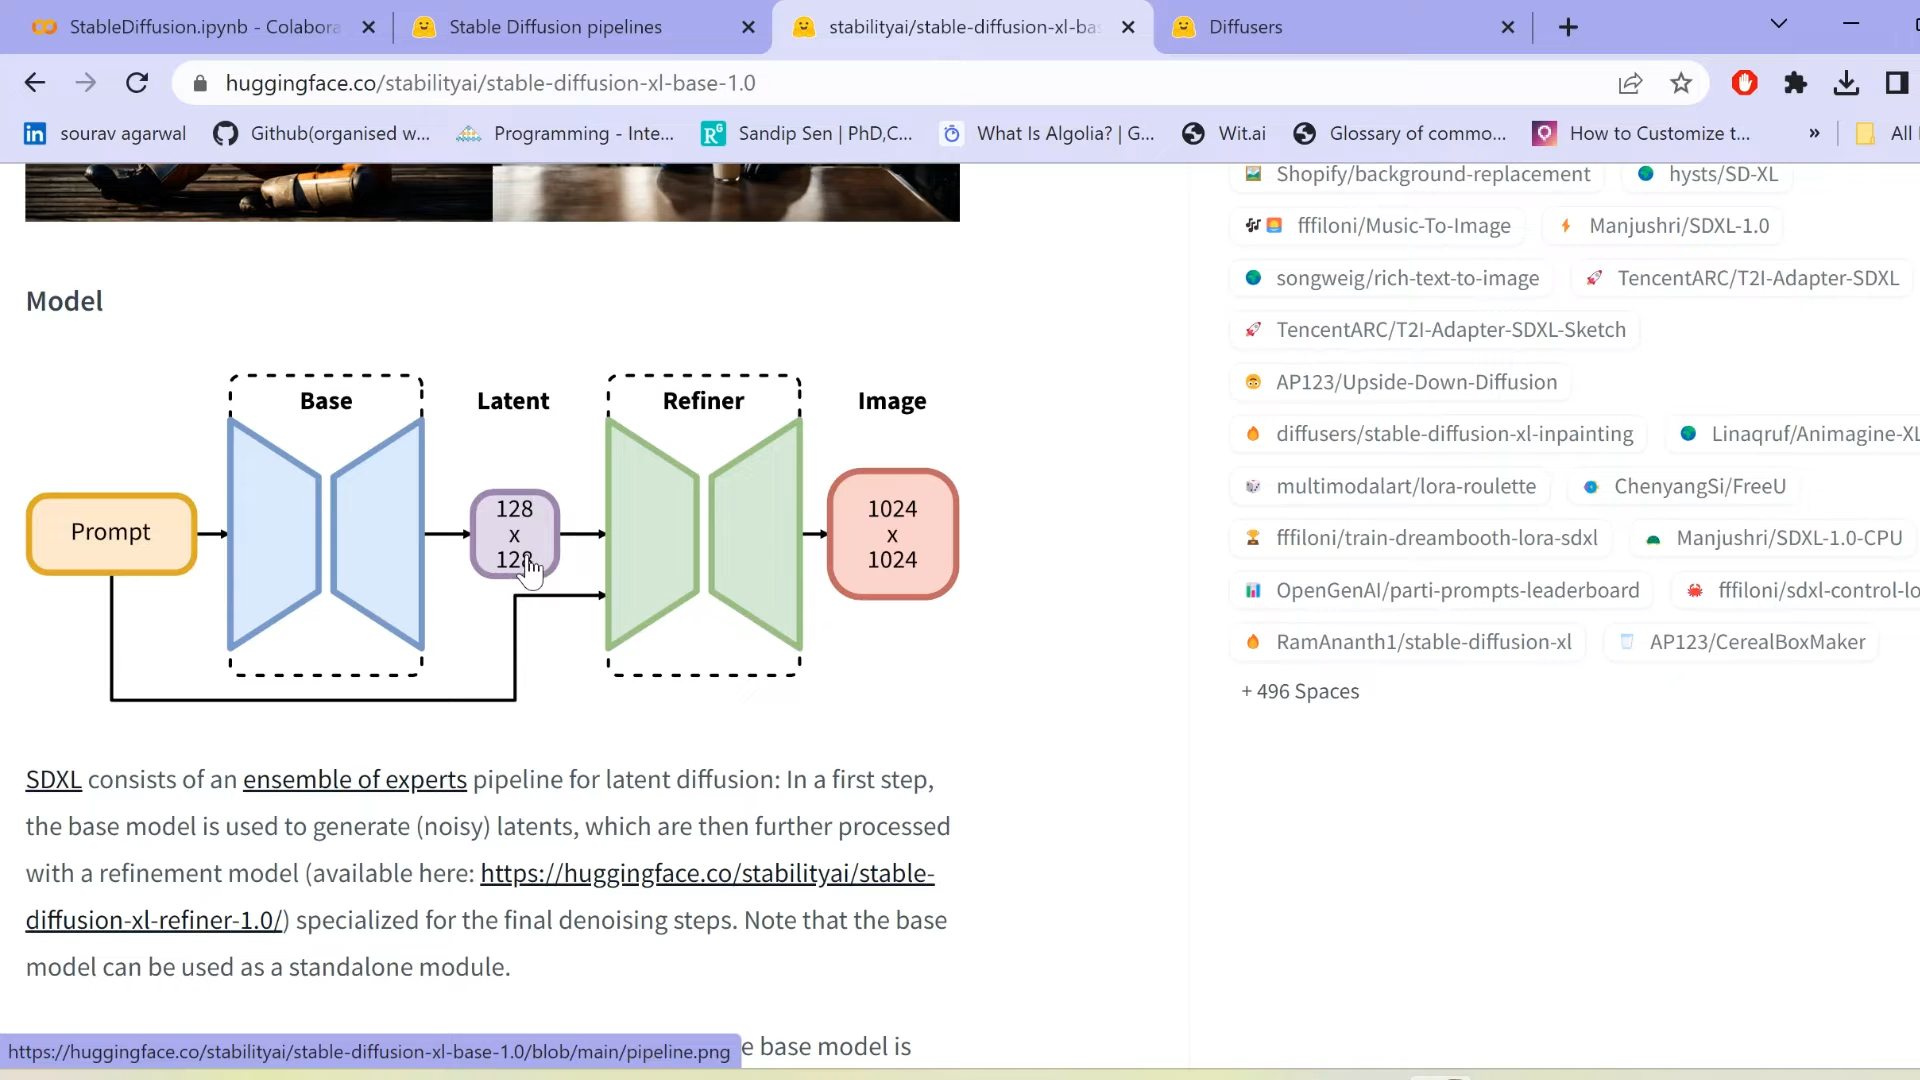 StableDiffusion.ipynb - Colabora
Stable Diffusion pipelines
stabilityai/stable-diffusion-xl-bas
Diffusers
huggingface.co/stabilityai/stable-diffusion-xl-base-1.0
in sourav agarwal
Github(organised w...
Programming - Inte...
RG Sandip Sen | PhD,C...
What Is Algolia? | G...
Wit.ai
Glossary of commo...
How to Customize t...
»
All
Shopify/background-replacement
hysts/SD-XL
fffiloni/Music-To-Image
Manjushri/SDXL-1.0
songweig/rich-text-to-image
TencentARC/T2I-Adapter-SDXL
TencentARC/T2I-Adapter-SDXL-Sketch
AP123/Upside-Down-Diffusion
diffusers/stable-diffusion-xl-inpainting
Linaqruf/Animagine-XL
multimodalart/lora-roulette
ChenyangSi/FreeU
fffiloni/train-dreambooth-lora-sdxl
Manjushri/SDXL-1.0-CPU
OpenGenAI/parti-prompts-leaderboard
fffiloni/sdxl-control-lo
RamAnanth1/stable-diffusion-xl
AP123/CerealBoxMaker
+ 496 Spaces
Model
Base
Latent
Refiner
Image
Prompt
128
x
128
1024
x
1024
SDXL consists of an ensemble of experts pipeline for latent diffusion: In a first step,
the base model is used to generate (noisy) latents, which are then further processed
with a refinement model (available here: https://huggingface.co/stabilityai/stable-
diffusion-xl-refiner-1.0/) specialized for the final denoising steps. Note that the base
model can be used as a standalone module.
e base model is
https://huggingface.co/stabilityai/stable-diffusion-xl-base-1.0/blob/main/pipeline.png